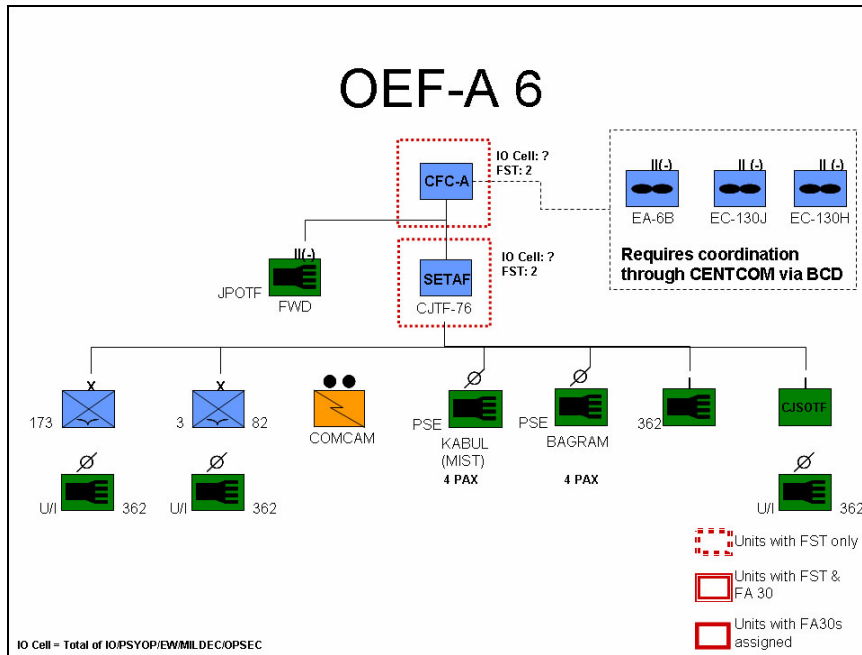 OEF-A 6
IO Cell: ?
FST: 2
CFC-A
II(-)
II(-)
II(-)
EA-6B
EC-130J
EC-130H
Requires coordination
through CENTCOM via BCD
II(-)
JPOTF
FWD
IO Cell: ?
FST: 2
SETAF
CJTF-76
X
173
X
3
82
COMCAM
PSE
KABUL
(MIST)
4 PAX
PSE
BAGRAM
4 PAX
I
362
I
CJSOTF
U/I
362
U/I
362
U/I
362
Units with FST only
Units with FST &
FA 30
Units with FA30s
assigned
IO Cell = Total of IO/PSYOP/EW/MILDEC/OPSEC